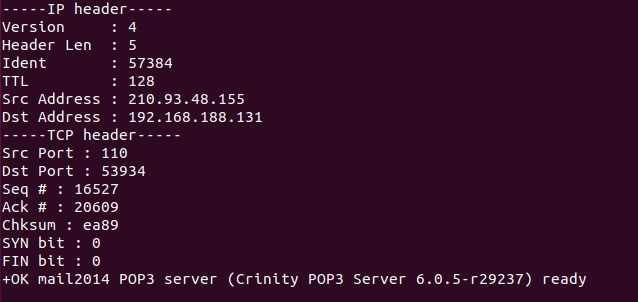 -----IP header-----
Version     : 4
Header Len  : 5
Ident       : 57384
TTL         : 128
Src Address : 210.93.48.155
Dst Address : 192.168.188.131
-----TCP header-----
Src Port : 110
Dst Port : 53934
Seq # : 16527
Ack # : 20609
Chksum : ea89
SYN bit : 0
FIN bit : 0
+OK mail2014 POP3 server (Crinity POP3 Server 6.0.5-r29237) ready